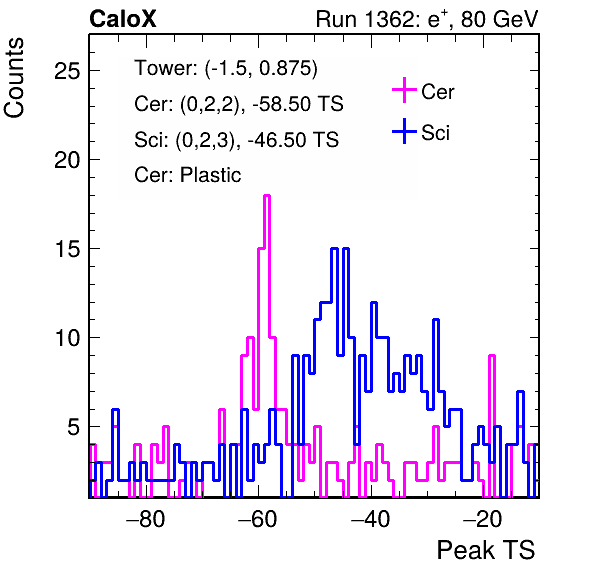 CaloX Run 1362: e⁺, 80 GeV
Counts
Tower: (-1.5, 0.875)
Cer: (0,2,2), -58.50 TS
Sci: (0,2,3), -46.50 TS
Cer: Plastic
Cer
Sci
25
20
15
10
5
−80 −60 −40 −20
Peak TS